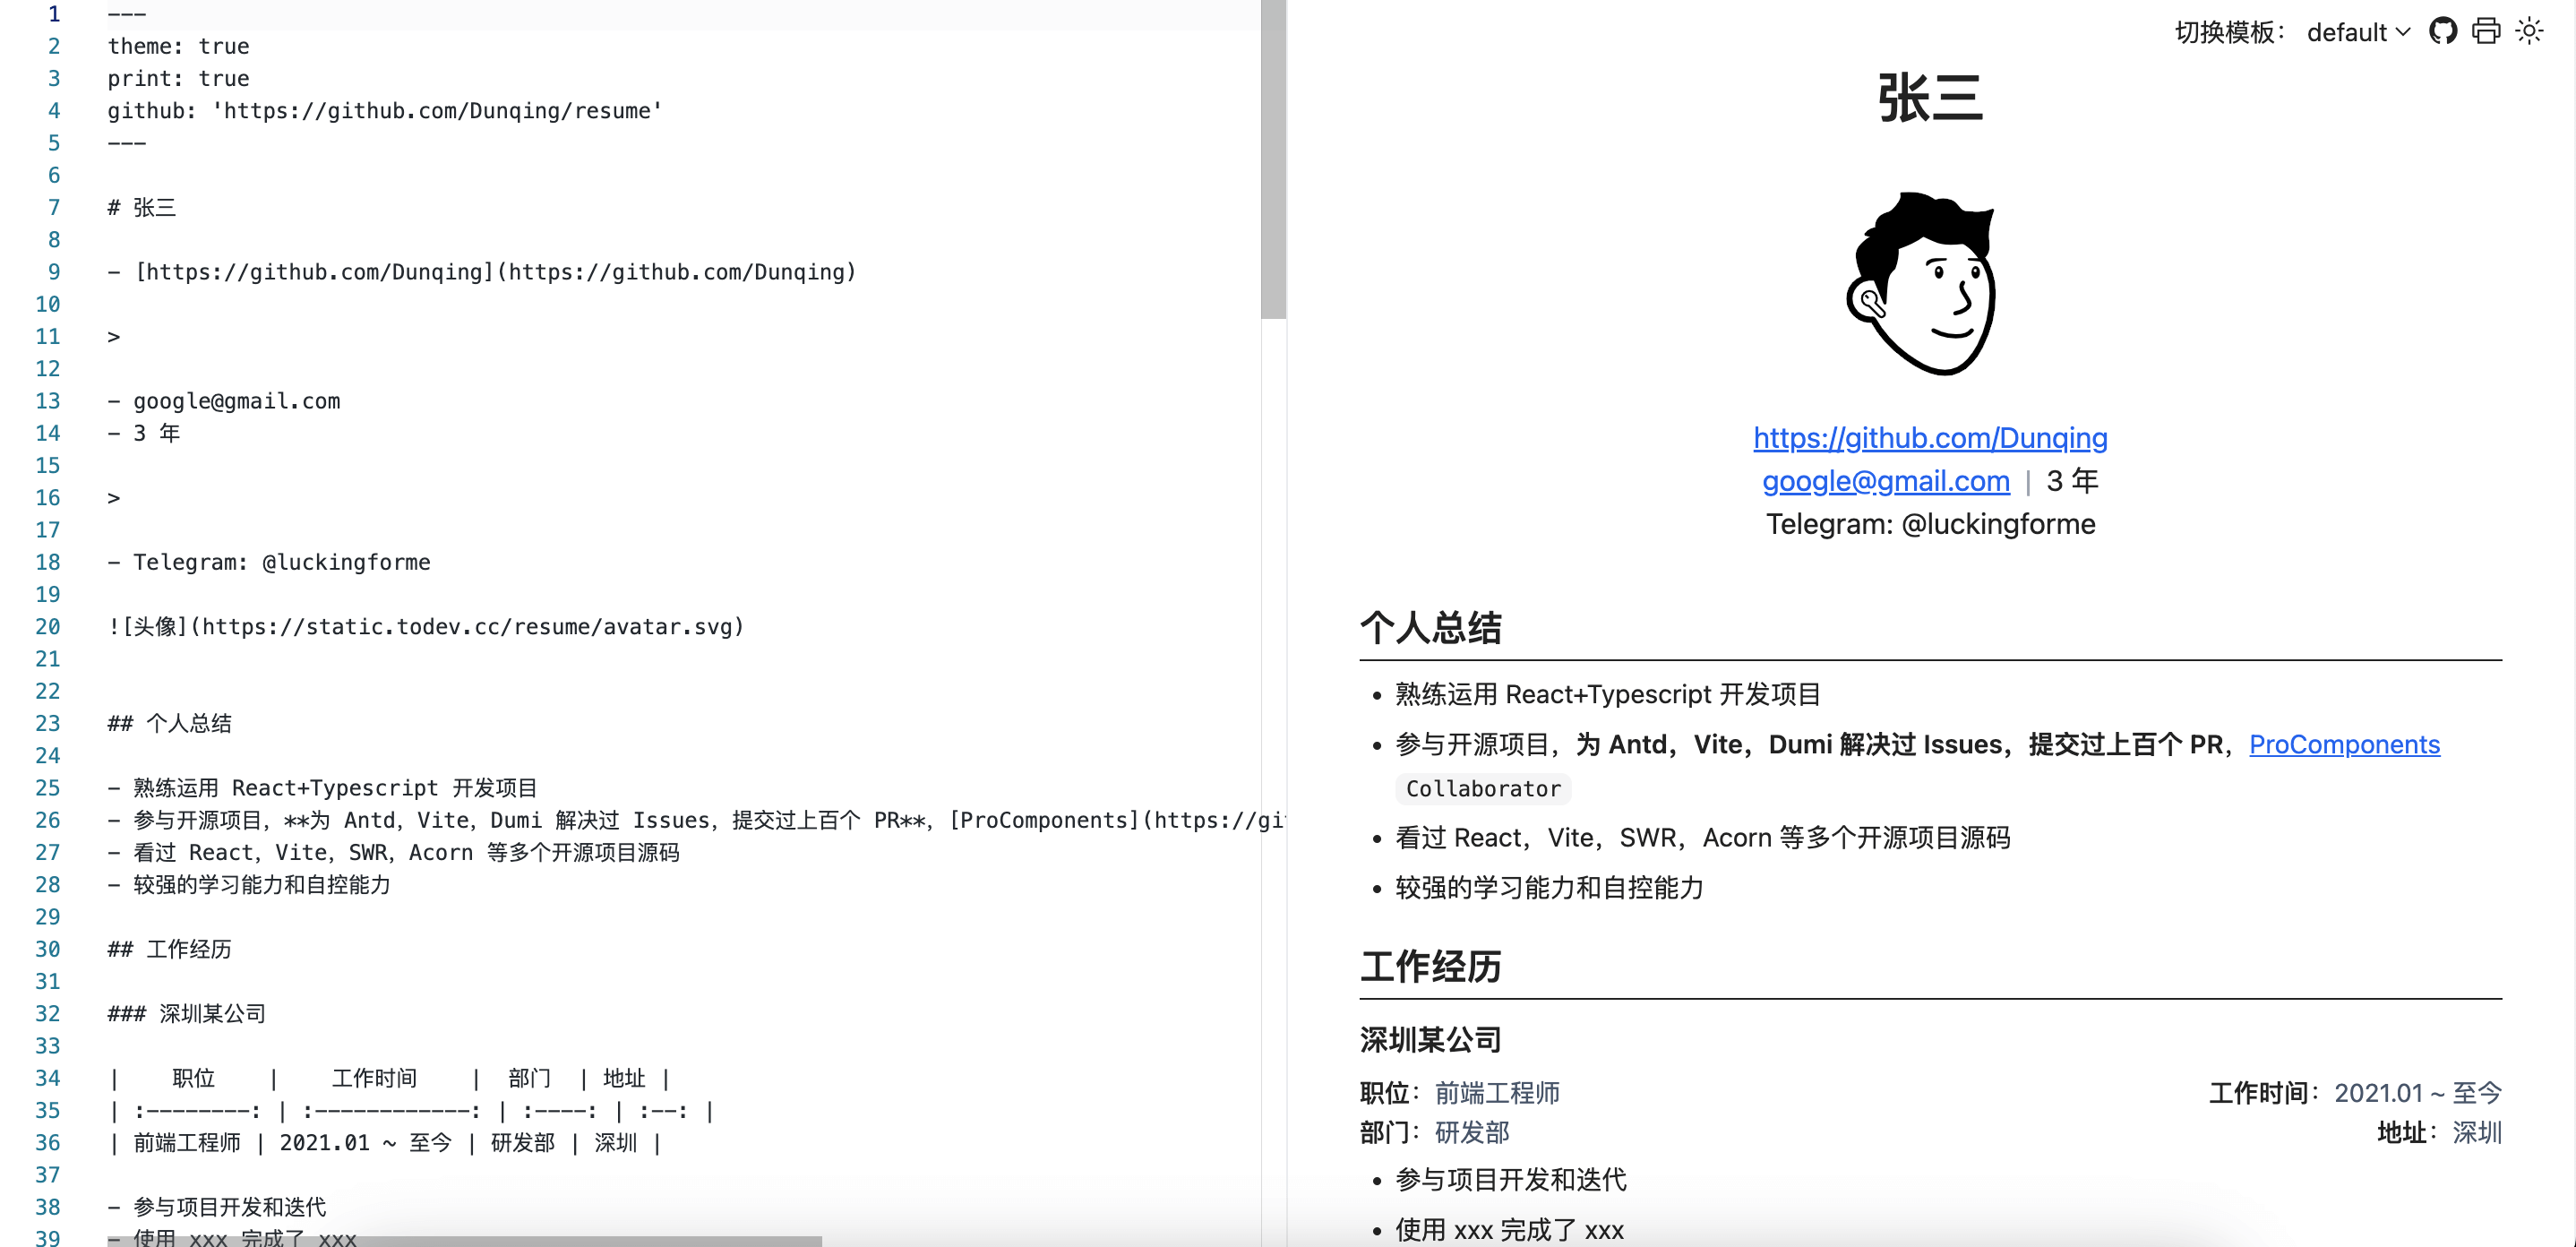 1 ---
2 theme: true
3 print: true
4 github: 'https://github.com/Dunqing/resume'
5 ---
6
7 # 张三
8
9 - [https://github.com/Dunqing](https://github.com/Dunqing)
10
11 >
12
13 - google@gmail.com
14 - 3 年
15
16 >
17
18 - Telegram: @luckingforme
19
20 ![头像](https://static.todev.cc/resume/avatar.svg)
21
22
23 ## 个人总结
24
25 - 熟练运用 React+Typescript 开发项目
26 - 参与开源项目，**为 Antd，Vite，Dumi 解决过 Issues，提交过上百个 PR**，[ProComponents](https://gi
27 - 看过 React，Vite，SWR，Acorn 等多个开源项目源码
28 - 较强的学习能力和自控能力
29
30 ## 工作经历
31
32 ### 深圳某公司
33
34 | 职位 | 工作时间 | 部门 | 地址 |
35 | :--------: | :------------: | :----: | :--: |
36 | 前端工程师 | 2021.01 ~ 至今 | 研发部 | 深圳 |
37
38 - 参与项目开发和迭代
39 - 使用 xxx 完成了 xxx
切换模板： default
张三
https://github.com/Dunqing
google@gmail.com | 3 年
Telegram: @luckingforme
个人总结
• 熟练运用 React+Typescript 开发项目
• 参与开源项目，为 Antd，Vite，Dumi 解决过 Issues，提交过上百个 PR，ProComponents
Collaborator
• 看过 React，Vite，SWR，Acorn 等多个开源项目源码
• 较强的学习能力和自控能力
工作经历
深圳某公司
职位：前端工程师 工作时间：2021.01 ~ 至今
部门：研发部 地址：深圳
• 参与项目开发和迭代
• 使用 xxx 完成了 xxx